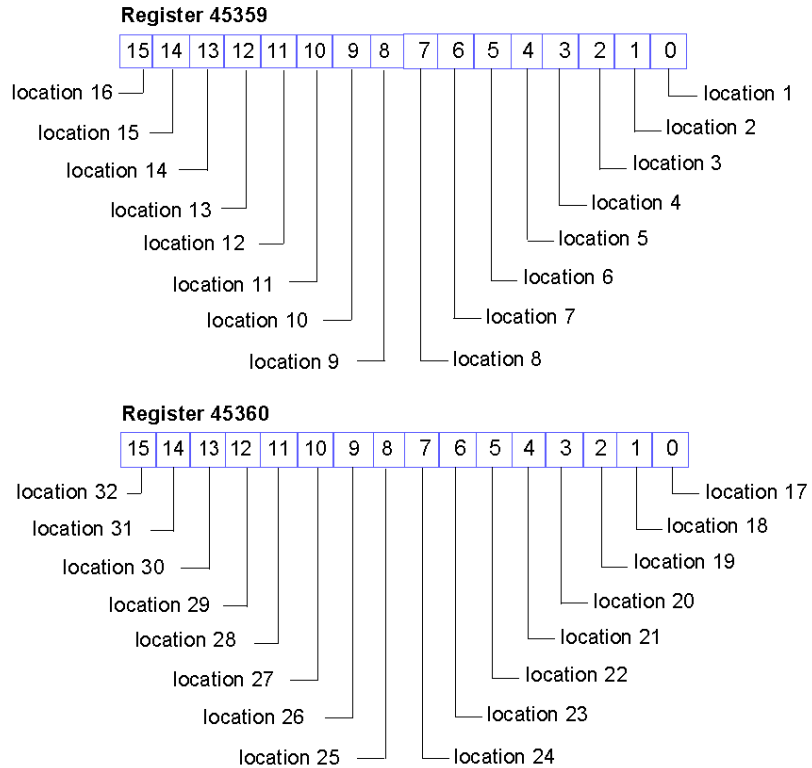 Register 45359
15 14 13 12 11 10 9 8 7 6 5 4 3 2 1 0
location 16
location 1
location 15
location 2
location 14
location 3
location 13
location 4
location 12
location 5
location 11
location 6
location 10
location 7
location 9
location 8
Register 45360
15 14 13 12 11 10 9 8 7 6 5 4 3 2 1 0
location 32
location 17
location 31
location 18
location 30
location 19
location 29
location 20
location 28
location 21
location 27
location 22
location 26
location 23
location 25
location 24